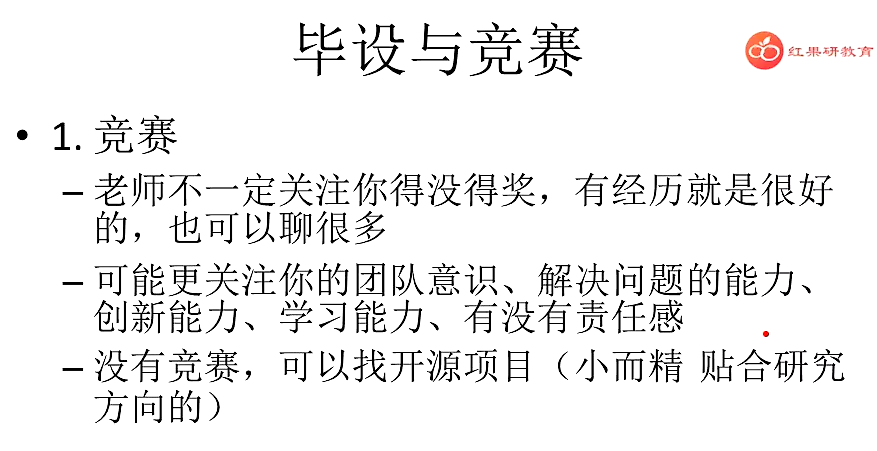 毕设与竞赛
红果研教育
• 1. 竞赛
– 老师不一定关注你得没得奖，有经历就是很好
的，也可以聊很多
– 可能更关注你的团队意识、解决问题的能力、
创新能力、学习能力、有没有责任感
– 没有竞赛，可以找开源项目（小而精 贴合研究
方向的）